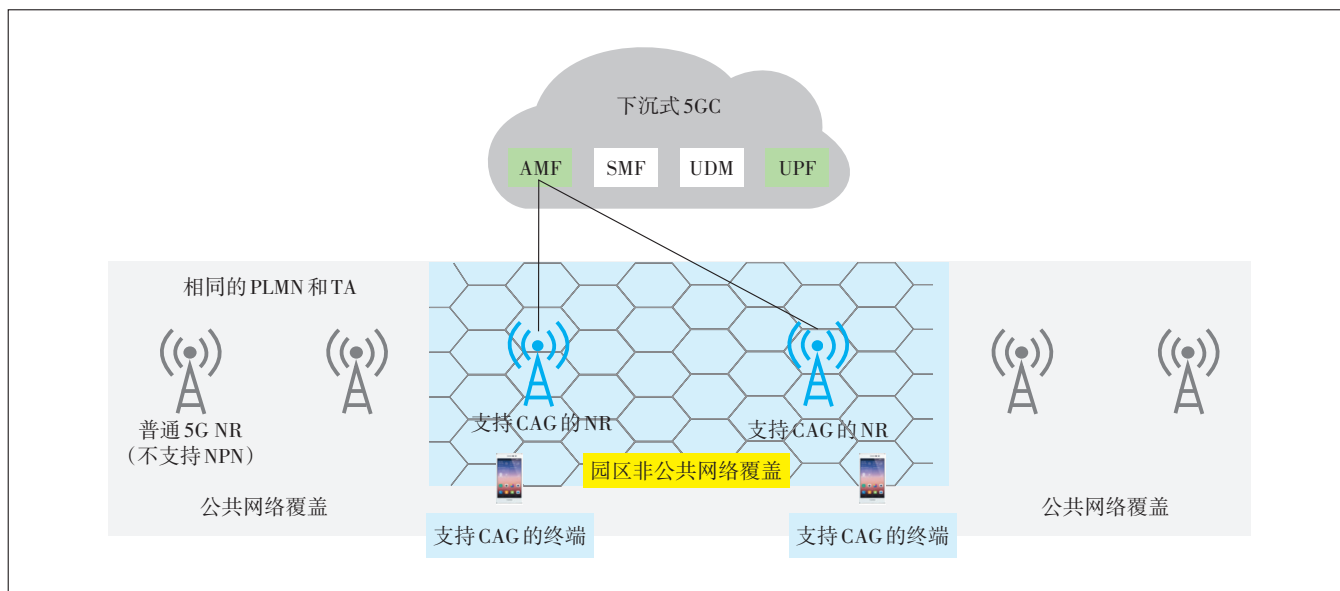 下沉式5GC
AMF
SMF
UDM
UPF
相同的PLMN和TA
支持CAG的NR
支持CAG的NR
普通5G NR
（不支持NPN）
园区非公共网络覆盖
公共网络覆盖
公共网络覆盖
支持CAG的终端
支持CAG的终端